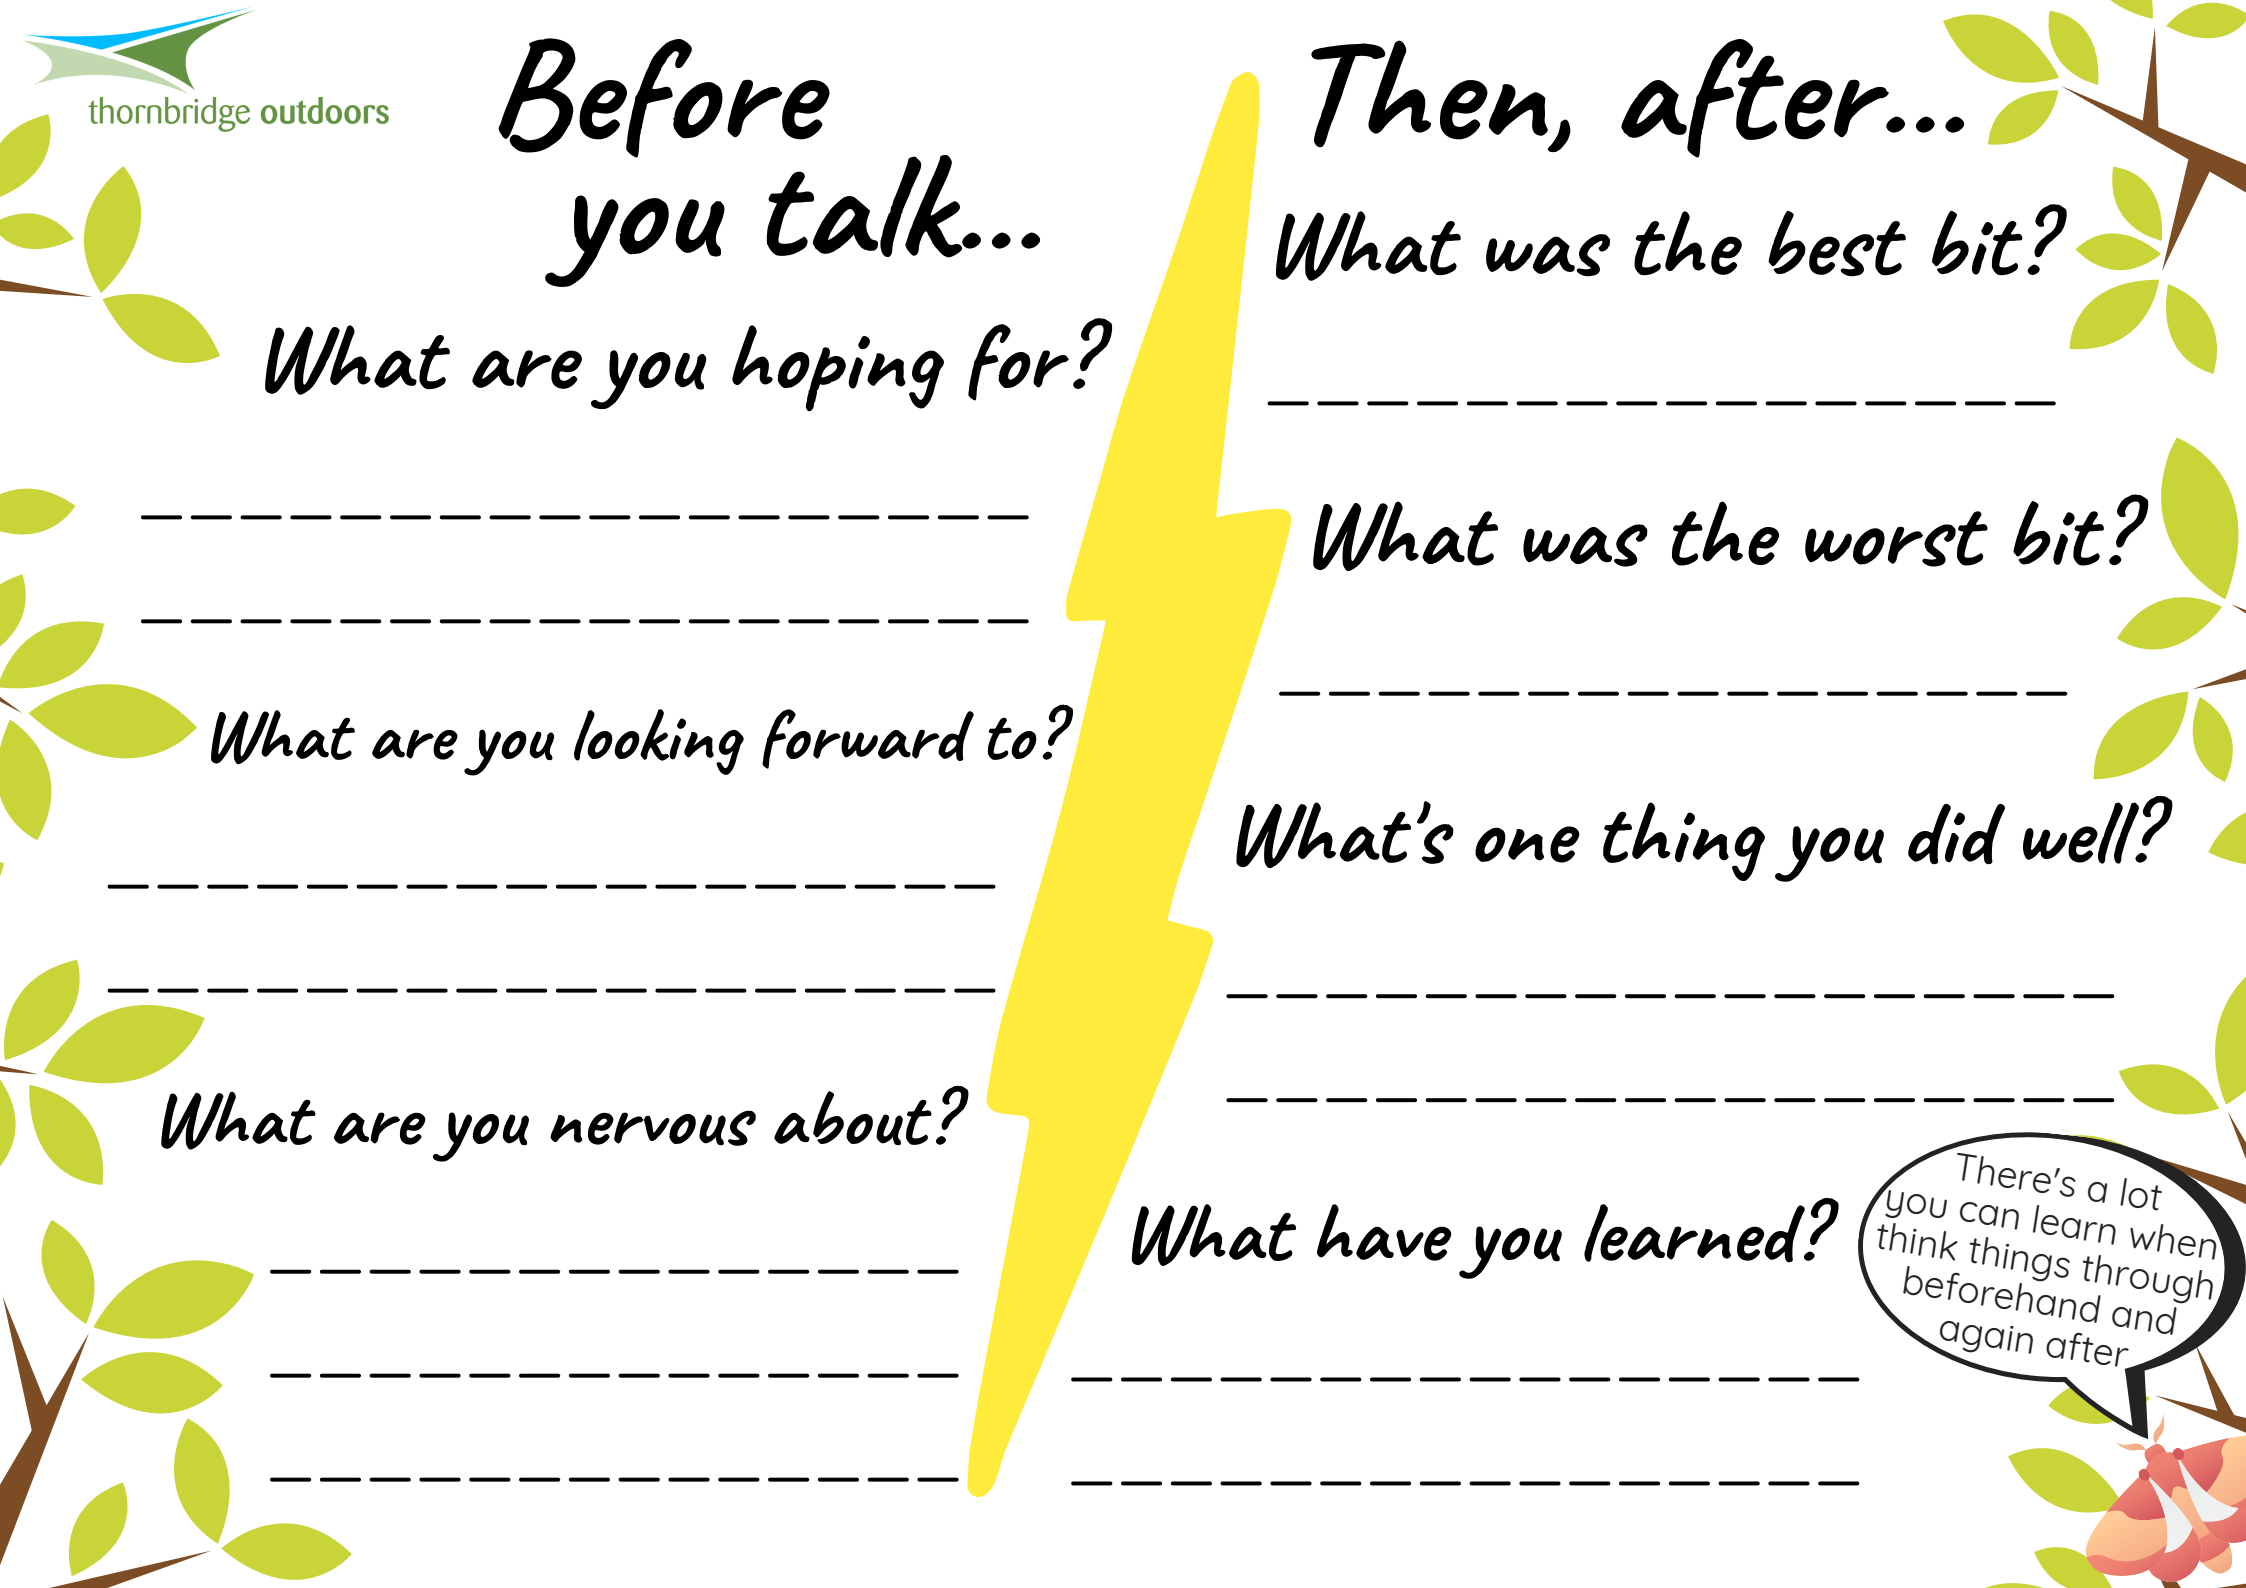 thornbridge outdoors
Before
you talk...
What are you hoping for?
What are you looking forward to?
What are you nervous about?
Then, after...
What was the best bit?
What was the worst bit?
What's one thing you did well?
What have you learned?
There's a lot
you can learn when
think things through
beforehand and
again after